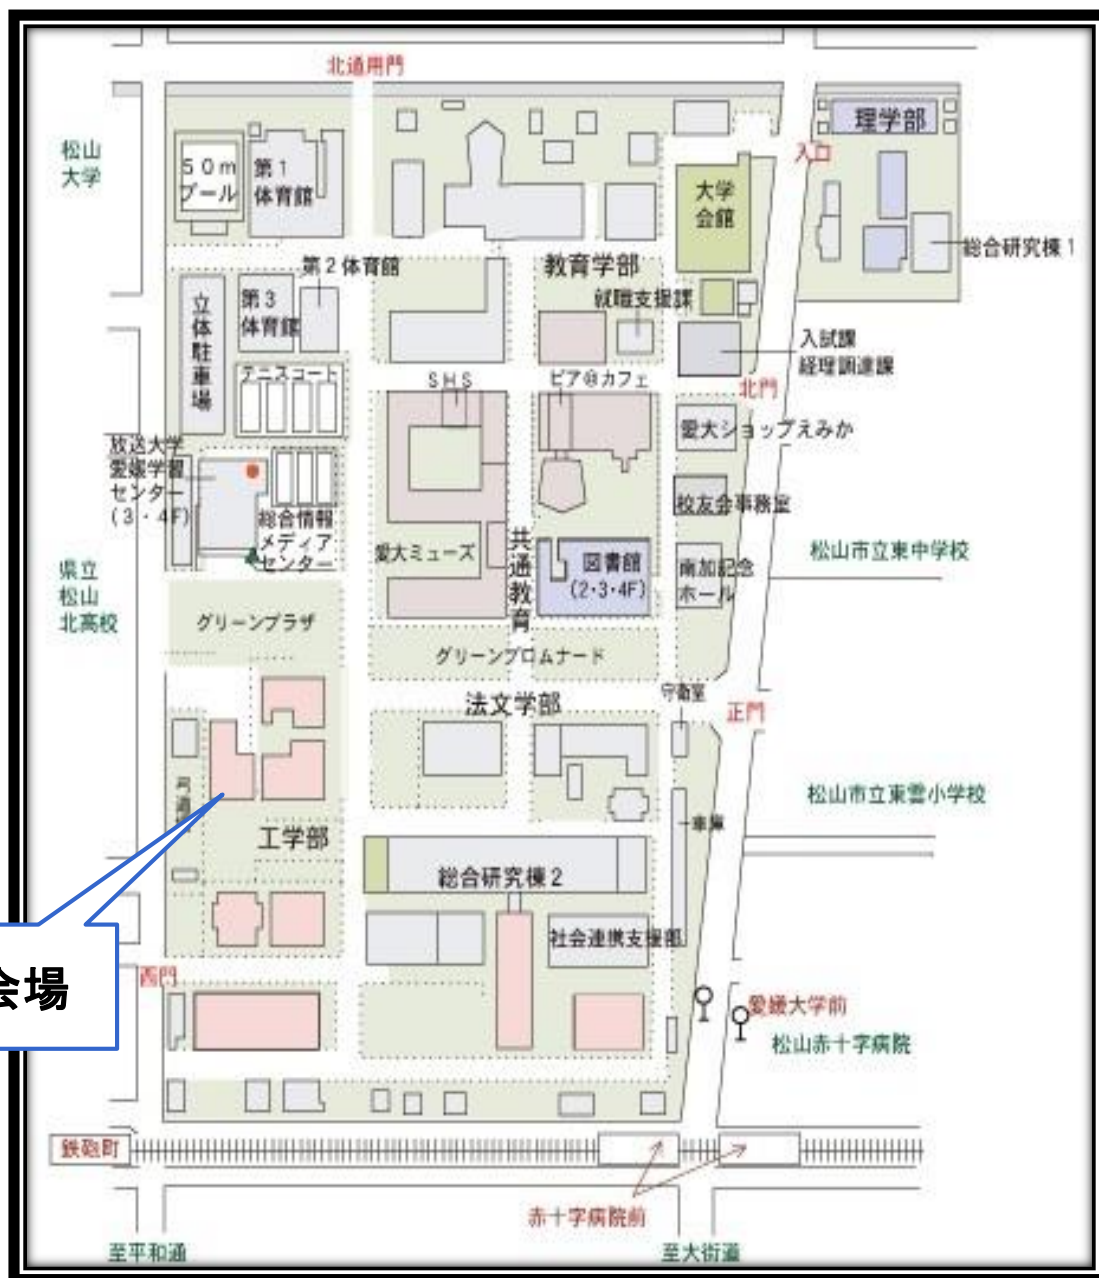 北通用門
松山
大学
50m
プール
第1
体育館
理学部
入口
大学
会館
総合研究棟1
教育学部
第2体育館
就職支援課
立体駐車場
第3
体育館
入試課
経理調達課
テニスコート
SHS
ピア@カフェ
北門
愛大ショップえみか
放送大学
愛媛学習
センター
(3・4F)
総合情報
メディア
センター
校友会事務室
愛大ミューズ
共通教育
図書館
(2・3・4F)
南加記念
ホール
松山市立東中学校
県立
松山
北高校
グリーンプラザ
グリーンプロムナード
法文学部
守衛室
正門
弓道
松山市立東雲小学校
車庫
工学部
総合研究棟2
社会連携支援部
会場
西門
愛媛大学前
松山赤十字病院
鉄砲町
赤十字病院前
至平和通
至大街道